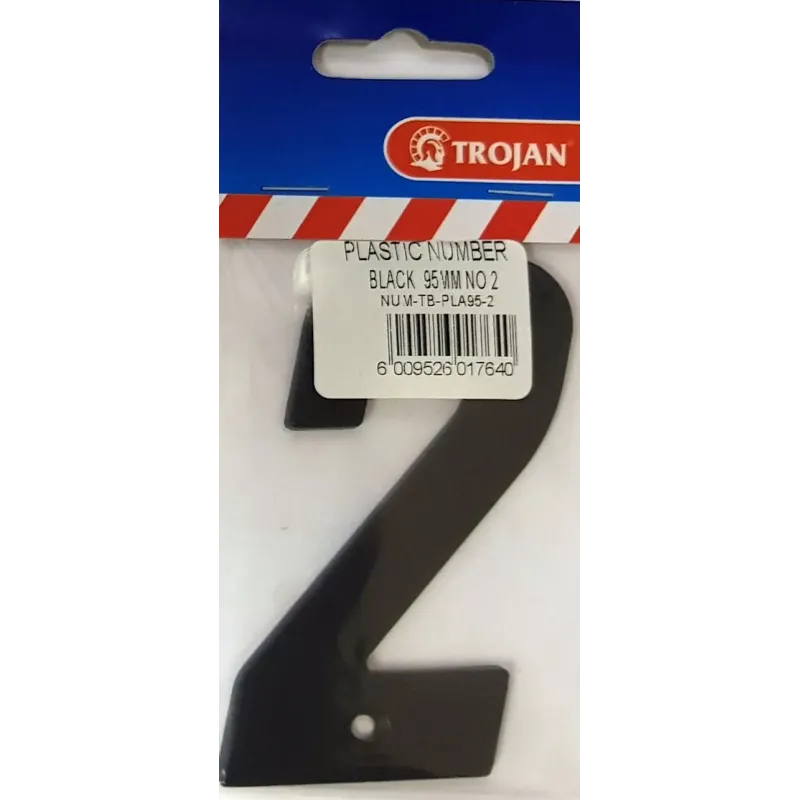 TROJAN
PLASTIC NUMBER
BLACK 95MM NO 2
NUM-TB-PLA95-2
6 009526 017640
2